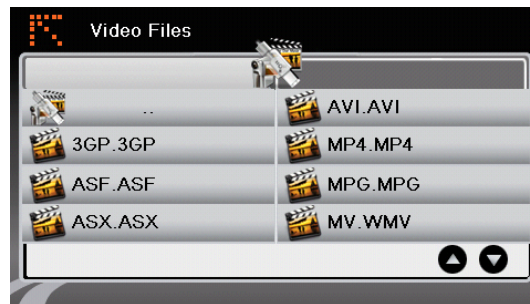 Video Files
..
AVI.AVI
3GP.3GP
MP4.MP4
ASF.ASF
MPG.MPG
ASX.ASX
MV.WMV